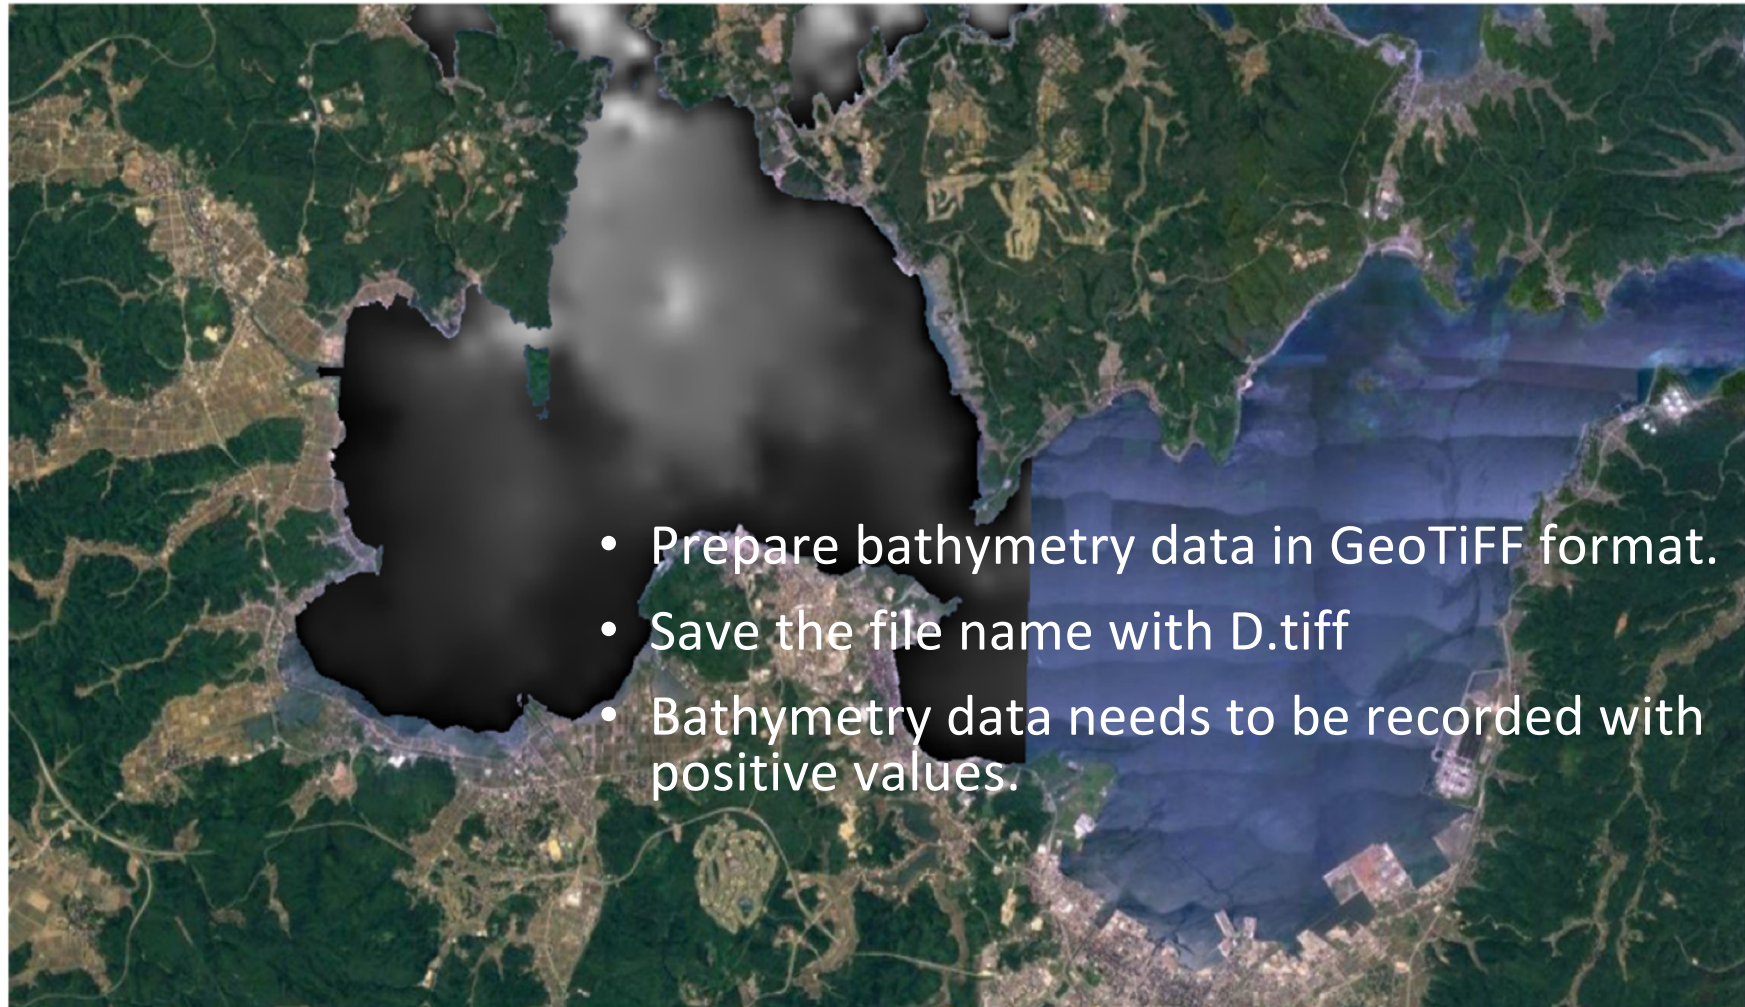 • Prepare bathymetry data in GeoTiFF format.
• Save the file name with D.tiff
• Bathymetry data needs to be recorded with
positive values.